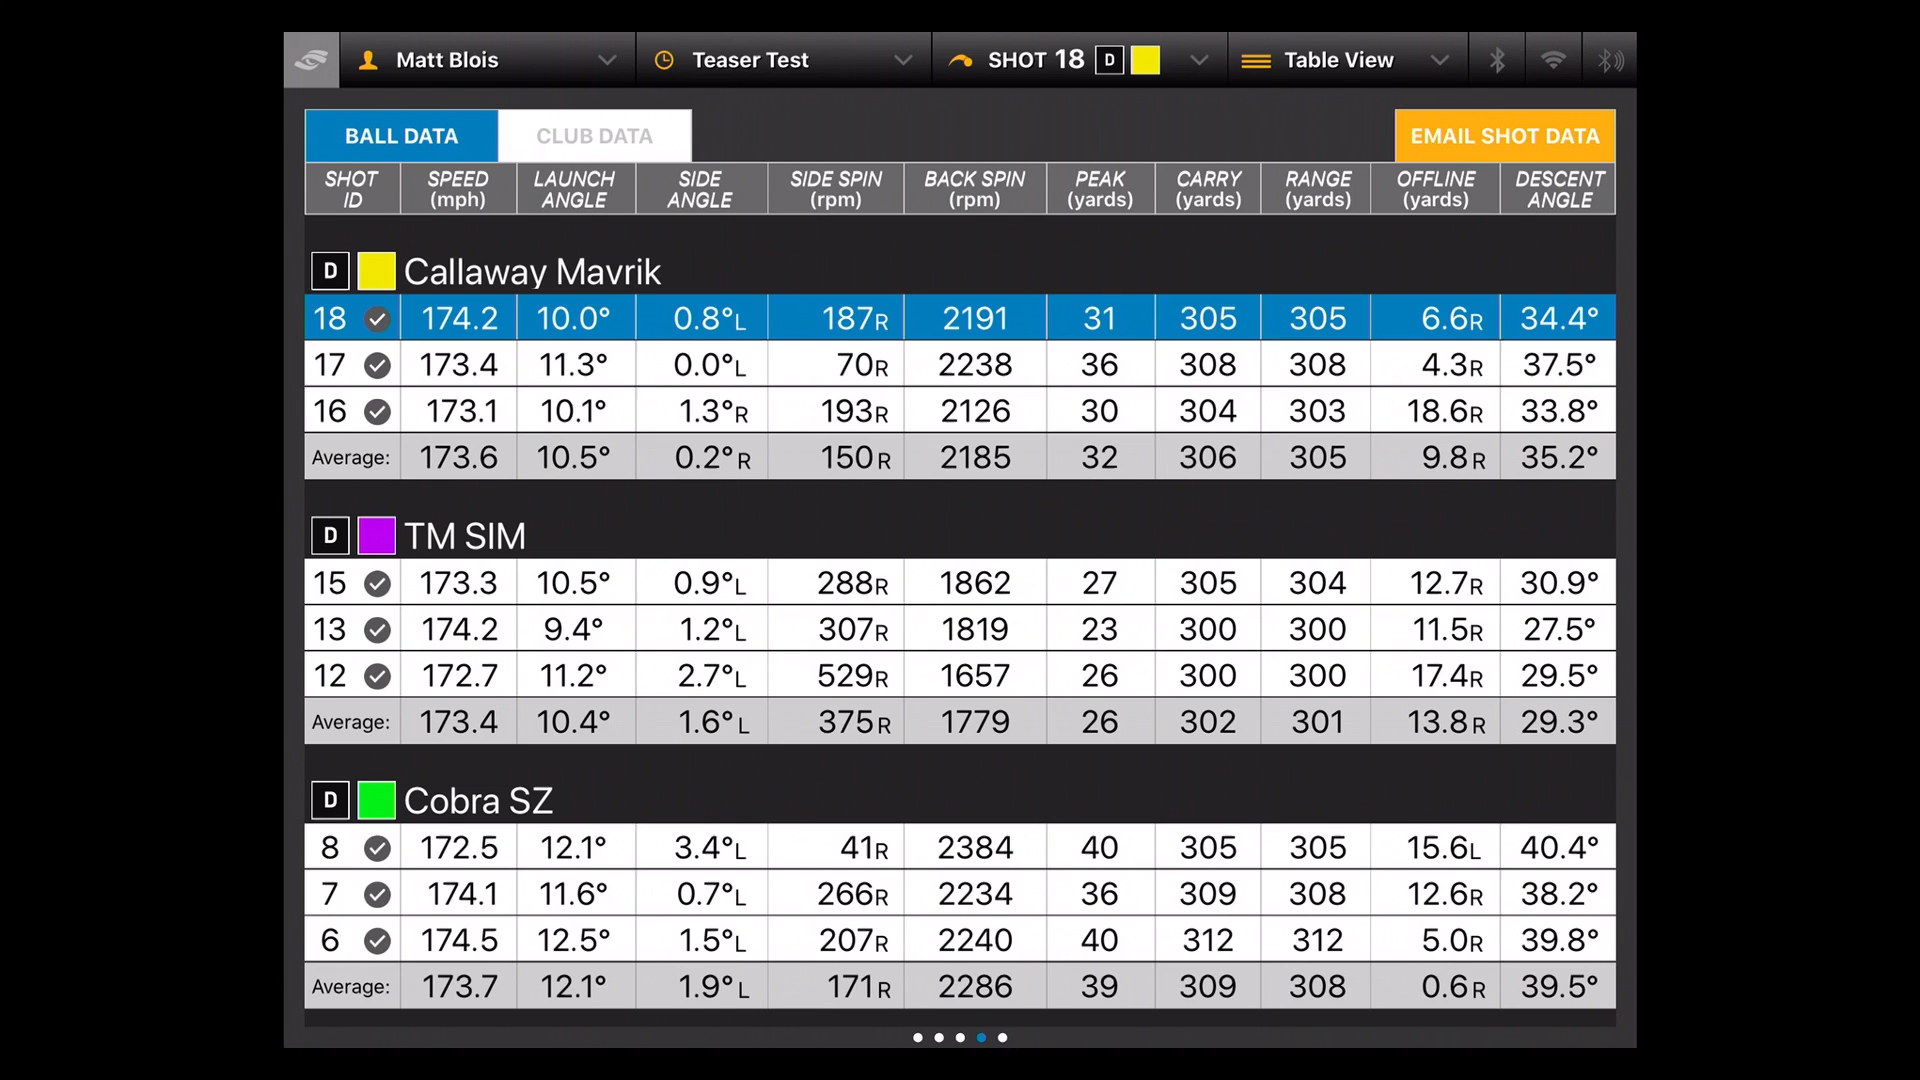 Matt Blois Teaser Test SHOT 18 D Table View
BALL DATA CLUB DATA EMAIL SHOT DATA
SHOT ID SPEED (mph) LAUNCH ANGLE SIDE ANGLE SIDE SPIN (rpm) BACK SPIN (rpm) PEAK (yards) CARRY (yards) RANGE (yards) OFFLINE (yards) DESCENT ANGLE
D Callaway Mavrik
18 174.2 10.0° 0.8°L 187R 2191 31 305 305 6.6R 34.4°
17 173.4 11.3° 0.0°L 70R 2238 36 308 308 4.3R 37.5°
16 173.1 10.1° 1.3°R 193R 2126 30 304 303 18.6R 33.8°
Average: 173.6 10.5° 0.2°R 150R 2185 32 306 305 9.8R 35.2°
D TM SIM
15 173.3 10.5° 0.9°L 288R 1862 27 305 304 12.7R 30.9°
13 174.2 9.4° 1.2°L 307R 1819 23 300 300 11.5R 27.5°
12 172.7 11.2° 2.7°L 529R 1657 26 300 300 17.4R 29.5°
Average: 173.4 10.4° 1.6°L 375R 1779 26 302 301 13.8R 29.3°
D Cobra SZ
8 172.5 12.1° 3.4°L 41R 2384 40 305 305 15.6L 40.4°
7 174.1 11.6° 0.7°L 266R 2234 36 309 308 12.6R 38.2°
6 174.5 12.5° 1.5°L 207R 2240 40 312 312 5.0R 39.8°
Average: 173.7 12.1° 1.9°L 171R 2286 39 309 308 0.6R 39.5°